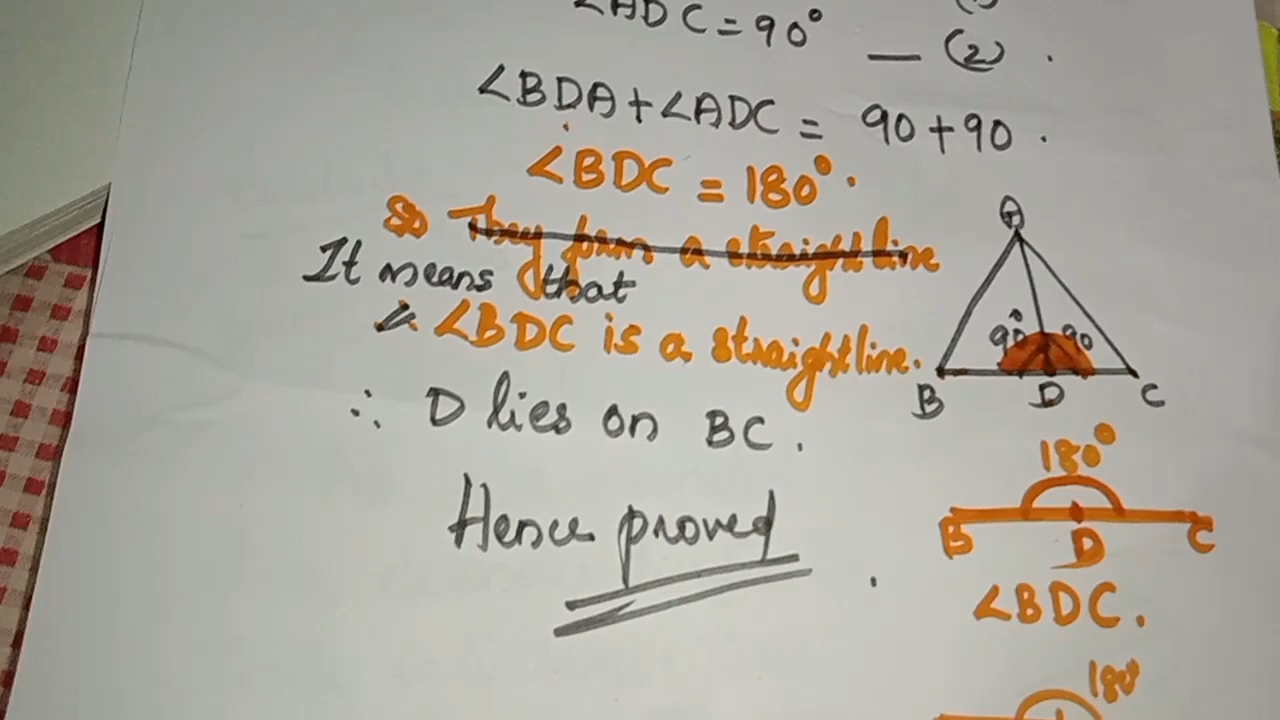 ∠ADC = 90° — (2).
∠BDA + ∠ADC = 90 + 90.
∠BDC = 180°.
So They form a straight line
It means that
∠BDC is a straight line.
∴ D lies on BC.
Hence proved
A
90° 90
B D C
180°
B D C
∠BDC.
180°